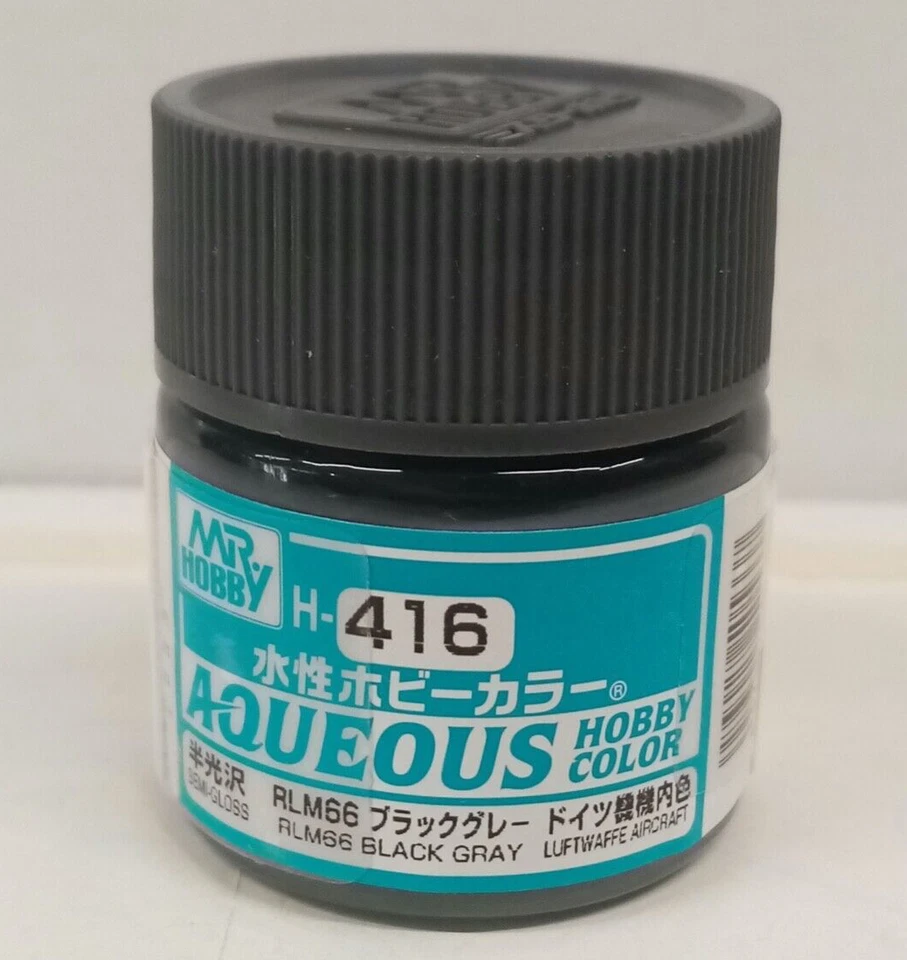 MR.
HOBBY
H-416
水性ホビーカラー®
AQUEOUS HOBBY COLOR
半光沢
SEMI-GLOSS
RLM66 ブラックグレー ドイツ機機内色
RLM66 BLACK GRAY LUFTWAFFE AIRCRAFT